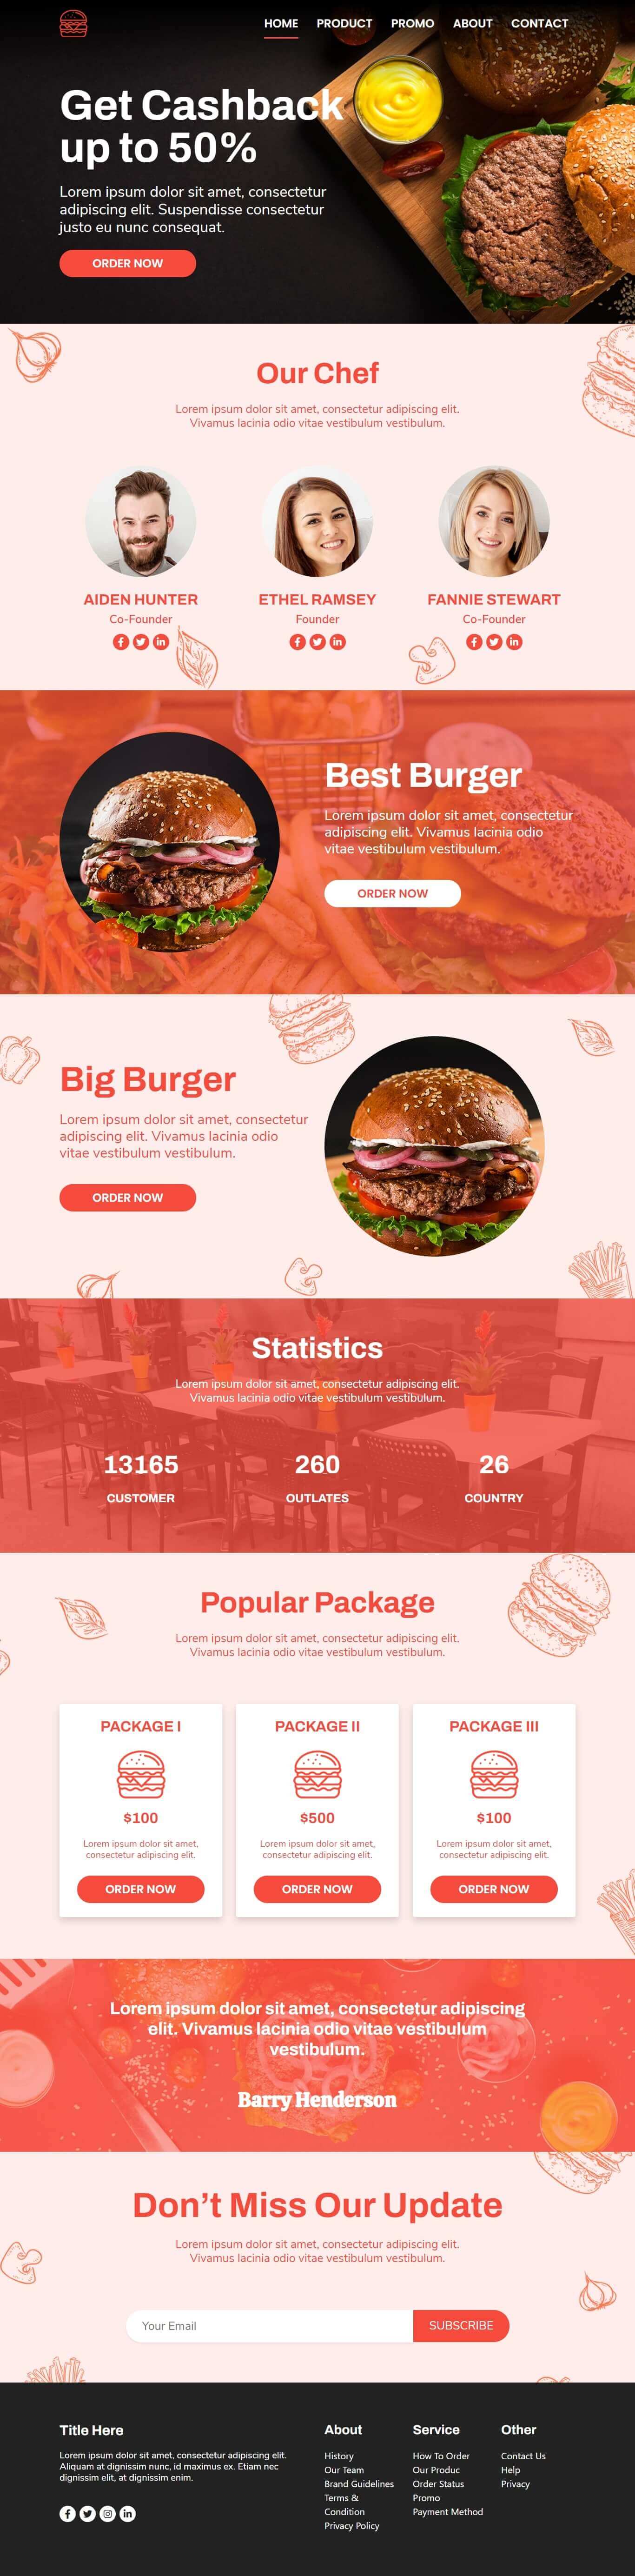 HOME PRODUCT PROMO ABOUT CONTACT
Get Cashback
up to 50%
Lorem ipsum dolor sit amet, consectetur
adipiscing elit. Suspendisse consectetur
justo eu nunc consequat.
ORDER NOW
Our Chef
Lorem ipsum dolor sit amet, consectetur adipiscing elit.
Vivamus lacinia odio vitae vestibulum vestibulum.
AIDEN HUNTER
Co-Founder
ETHEL RAMSEY
Founder
FANNIE STEWART
Co-Founder
Best Burger
Lorem ipsum dolor sit amet, consectetur
adipiscing elit. Vivamus lacinia odio
vitae vestibulum vestibulum.
ORDER NOW
Big Burger
Lorem ipsum dolor sit amet, consectetur
adipiscing elit. Vivamus lacinia odio
vitae vestibulum vestibulum.
ORDER NOW
Statistics
Lorem ipsum dolor sit amet, consectetur adipiscing elit.
Vivamus lacinia odio vitae vestibulum vestibulum.
13165
CUSTOMER
260
OUTLATES
26
COUNTRY
Popular Package
Lorem ipsum dolor sit amet, consectetur adipiscing elit.
Vivamus lacinia odio vitae vestibulum vestibulum.
PACKAGE I
$100
Lorem ipsum dolor sit amet,
consectetur adipiscing elit.
ORDER NOW
PACKAGE II
$500
Lorem ipsum dolor sit amet,
consectetur adipiscing elit.
ORDER NOW
PACKAGE III
$100
Lorem ipsum dolor sit amet,
consectetur adipiscing elit.
ORDER NOW
Lorem ipsum dolor sit amet, consectetur adipiscing
elit. Vivamus lacinia odio vitae vestibulum
vestibulum.
Barry Henderson
Don’t Miss Our Update
Lorem ipsum dolor sit amet, consectetur adipiscing elit.
Vivamus lacinia odio vitae vestibulum vestibulum.
Your Email
SUBSCRIBE
Title Here
Lorem ipsum dolor sit amet, consectetur adipiscing elit.
Aliquam at dignissim nunc, id maximus ex. Etiam nec
dignissim elit, at dignissim enim.
About
History
Our Team
Brand Guidelines
Terms &
Condition
Privacy Policy
Service
How To Order
Our Produc
Order Status
Promo
Payment Method
Other
Contact Us
Help
Privacy